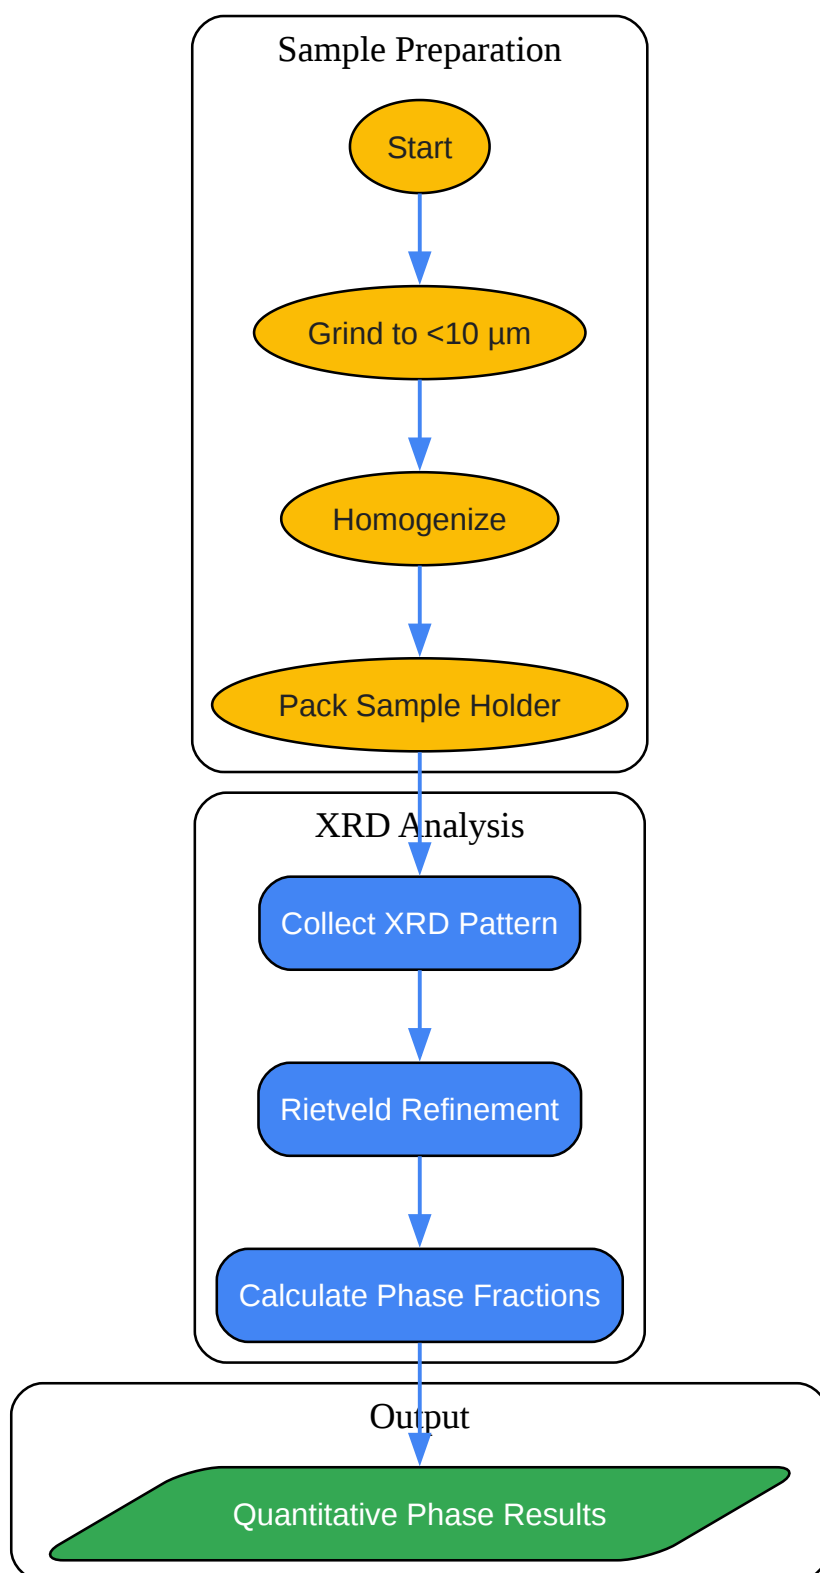 Sample Preparation
Start
Grind to <10 µm
Homogenize
Pack Sample Holder
XRD Analysis
Collect XRD Pattern
Rietveld Refinement
Calculate Phase Fractions
Output
Quantitative Phase Results